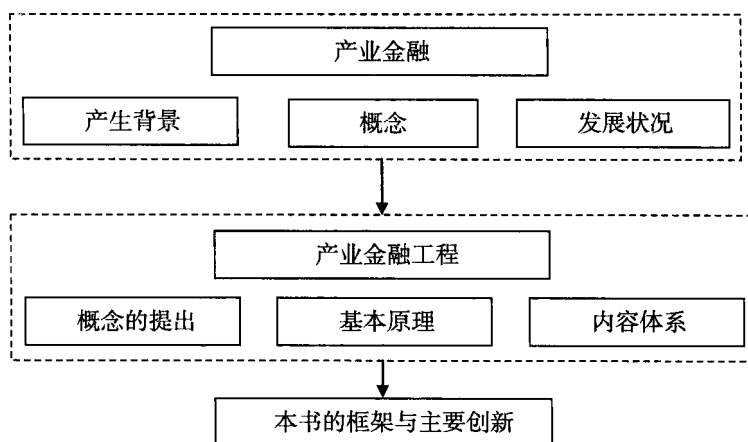 产业金融
产生背景
概念
发展状况
产业金融工程
概念的提出
基本原理
内容体系
本书的框架与主要创新